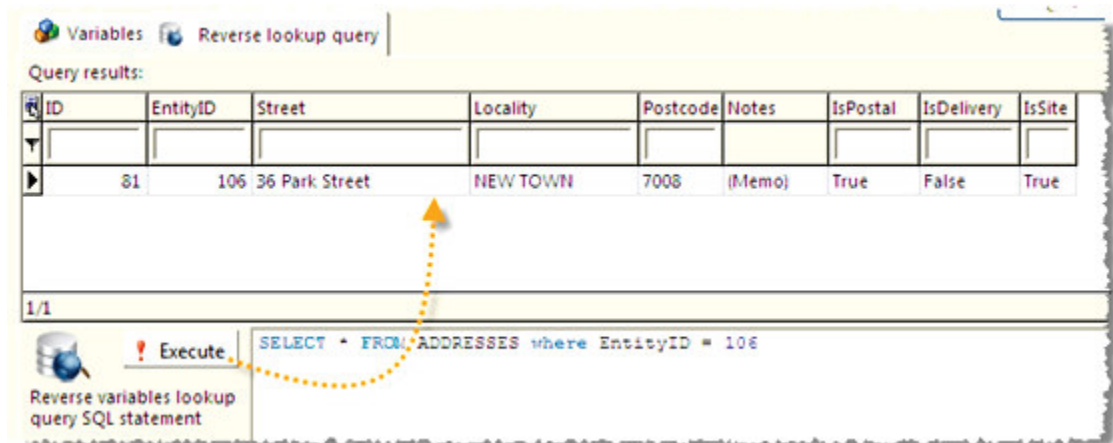 Variables Reverse lookup query
Query results:
ID EntityID Street Locality Postcode Notes IsPostal IsDelivery IsSite
81 106 36 Park Street NEW TOWN 7008 (Memo) True False True
1/1
! Execute SELECT * FROM ADDRESSES where EntityID = 106
Reverse variables lookup
query SQL statement